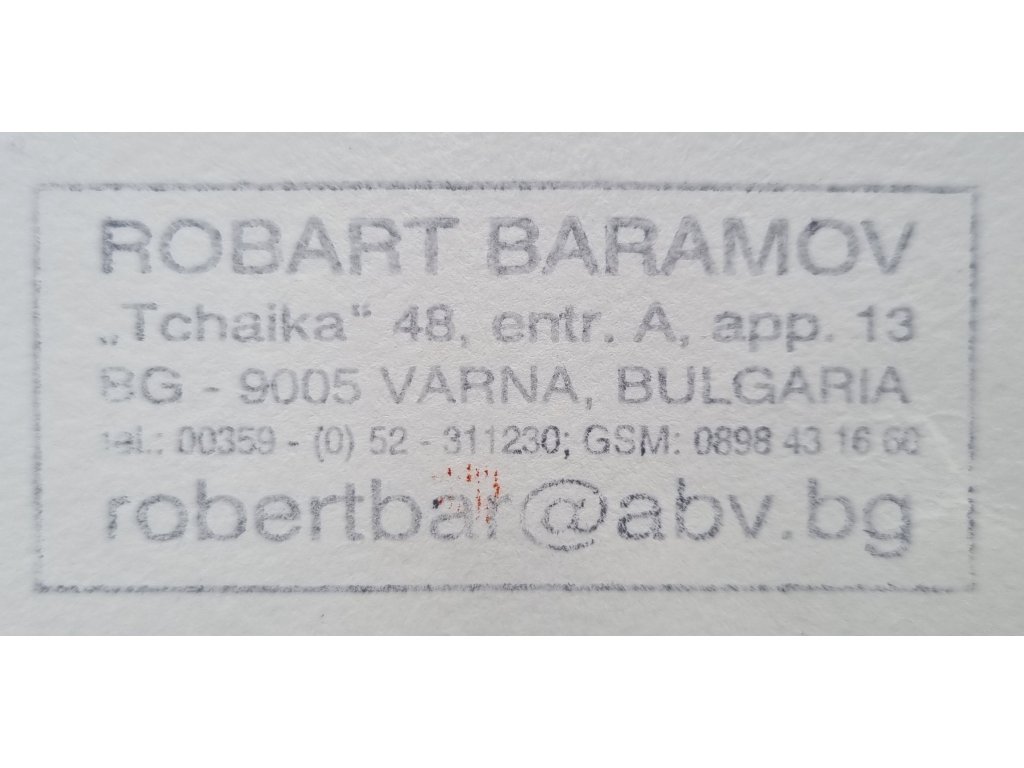 ROBART BARAMOV
„Tchaika“ 48, entr. A, app. 13
BG - 9005 VARNA, BULGARIA
tel.: 00359 - (0) 52 - 311230; GSM: 0898 43 16 60
robertbar@abv.bg